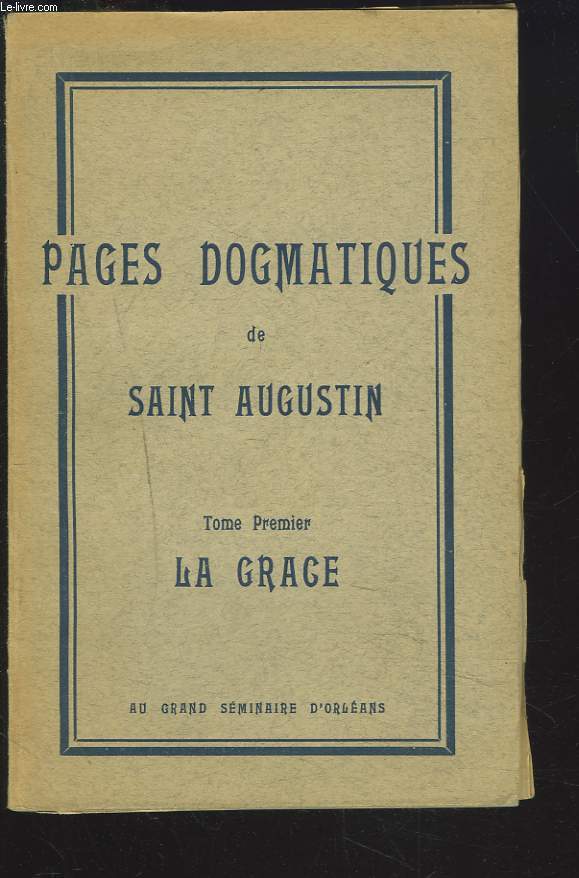 Le-livre.com
PAGES DOGMATIQUES
de
SAINT AUGUSTIN
Tome Premier
LA GRACE
AU GRAND SÉMINAIRE D'ORLÉANS